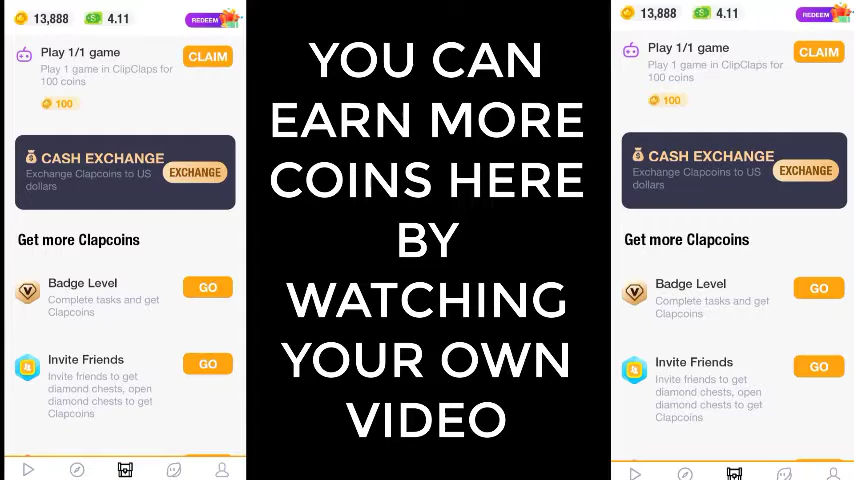 13,888 4.11 REDEEM
Play 1/1 game
CLAIM
Play 1 game in ClipClaps for
100 coins
100
CASH EXCHANGE
Exchange Clapcoins to US
dollars
EXCHANGE
Get more Clapcoins
Badge Level
Complete tasks and get
Clapcoins
GO
Invite Friends
Invite friends to get
diamond chests, open
diamond chests to get
Clapcoins
GO
YOU CAN
EARN MORE
COINS HERE
BY
WATCHING
YOUR OWN
VIDEO
13,888 4.11 REDEEM
Play 1/1 game
CLAIM
Play 1 game in ClipClaps for
100 coins
100
CASH EXCHANGE
Exchange Clapcoins to US
dollars
EXCHANGE
Get more Clapcoins
Badge Level
Complete tasks and get
Clapcoins
GO
Invite Friends
Invite friends to get
diamond chests, open
diamond chests to get
Clapcoins
GO